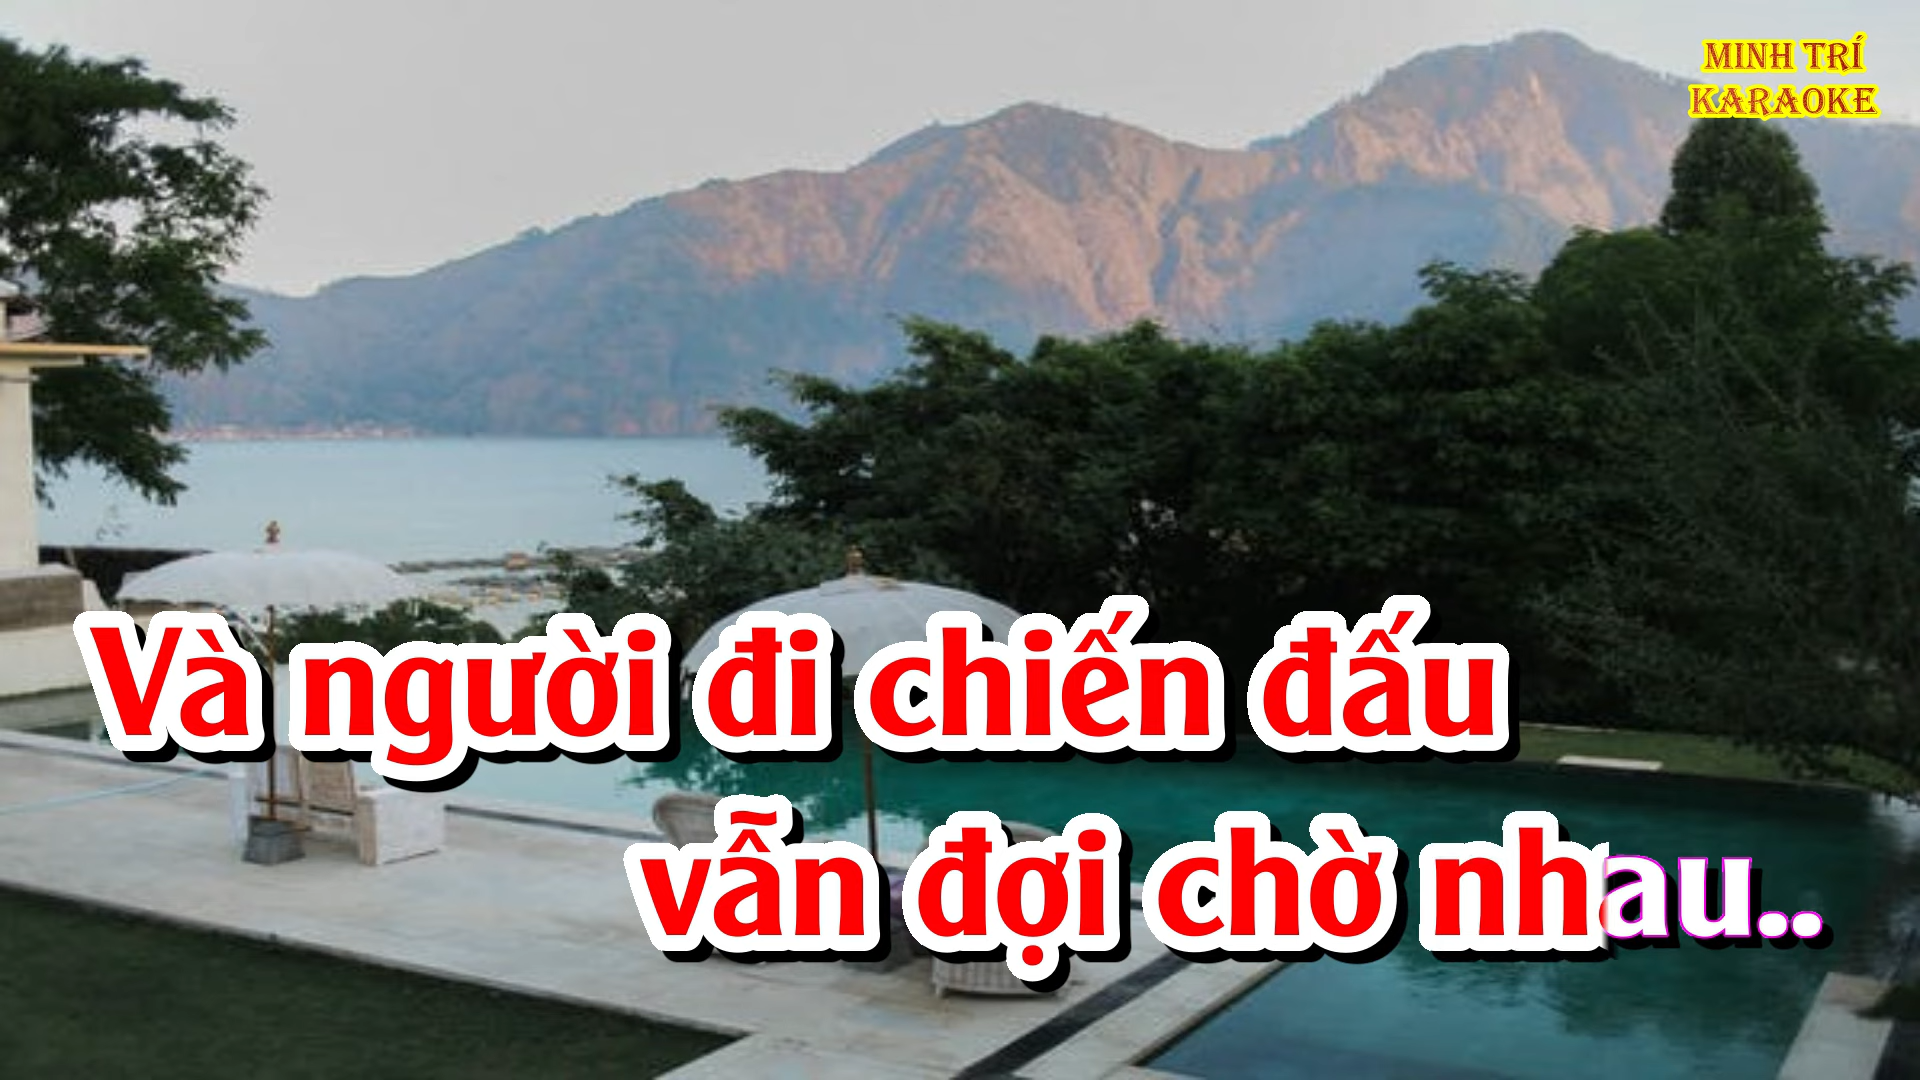 MINH TRÍ
KARAOKE
Và người đi chiến đấu
vẫn đợi chờ nhau..